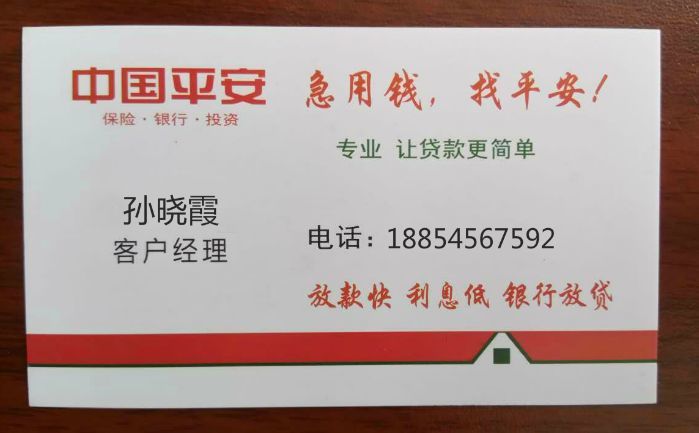 中国平安
保险·银行·投资
急用钱，找平安！
专业 让贷款更简单
孙晓霞
客户经理
电话：18854567592
放款快 利息低 银行放贷